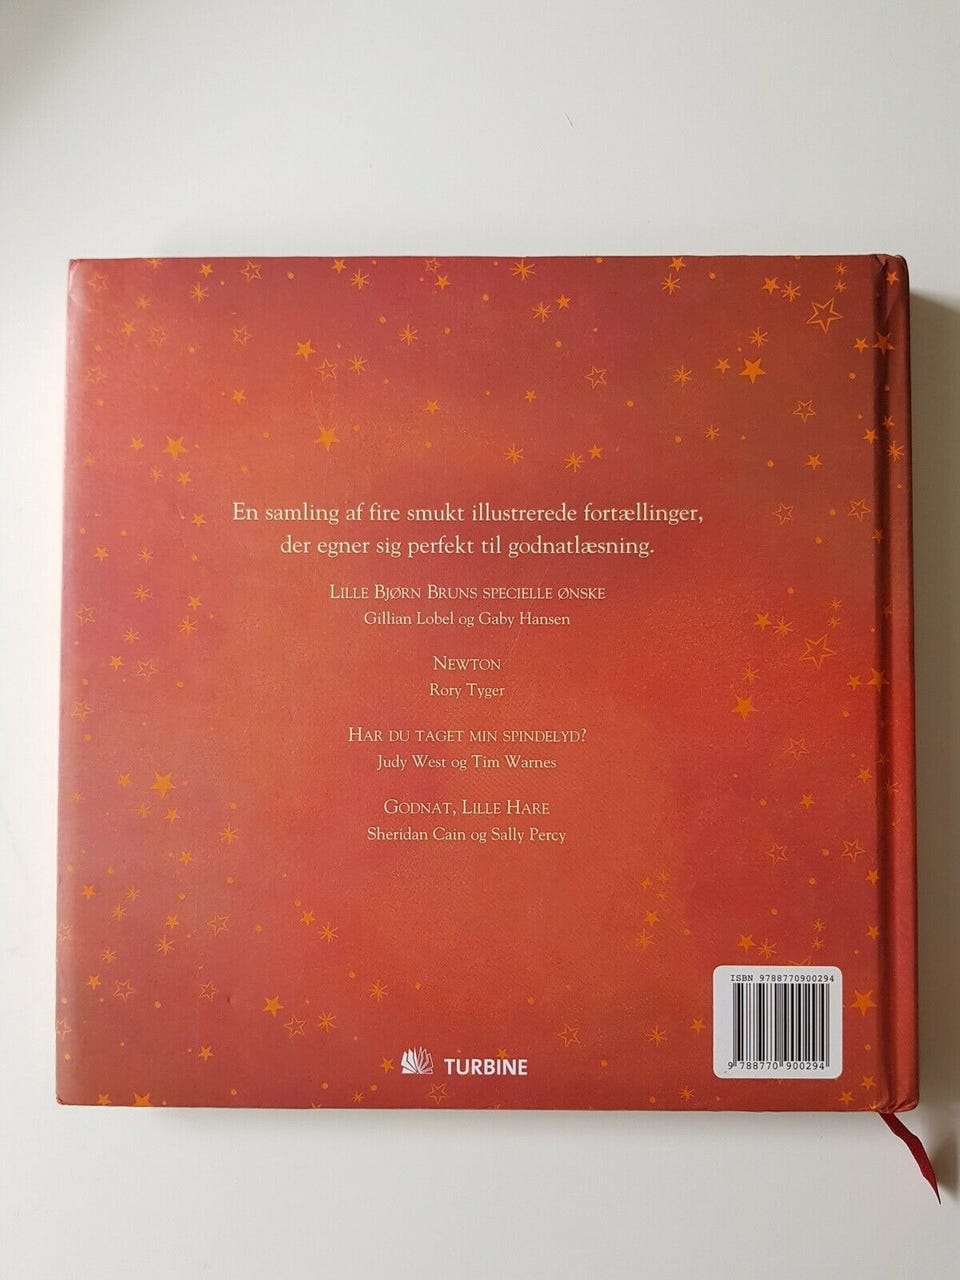 En samling af fire smukt illustrerede fortællinger,
der egner sig perfekt til godnatlæsning.
LILLE BJØRN BRUNS SPECIELLE ØNSKE
Gillian Lobel og Gaby Hansen
NEWTON
Rory Tyger
HAR DU TAGET MIN SPINDELYD?
Judy West og Tim Warnes
GODNAT, LILLE HARE
Sheridan Cain og Sally Percy
ISBN 9788770900294
9 788770 900294
TURBINE